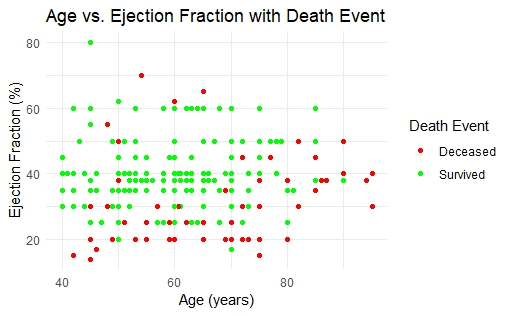 Age vs. Ejection Fraction with Death Event
80
60
40
20
Ejection Fraction (%)
40
60
80
Age (years)
Death Event
Deceased
Survived